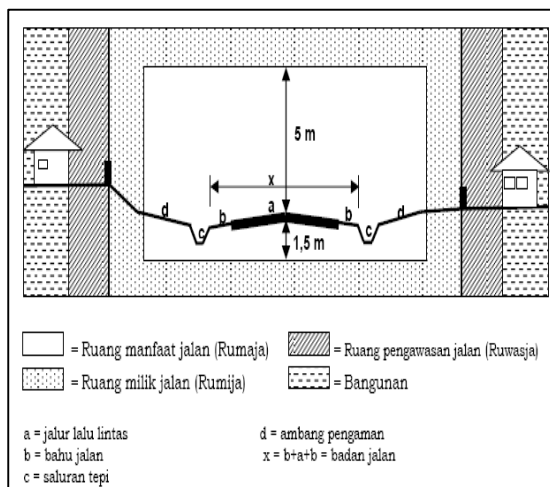 5 m
x
a
b b
d d
c c
1,5 m
= Ruang manfaat jalan (Rumaja)
= Ruang pengawasan jalan (Ruwasja)
= Ruang milik jalan (Rumija)
= Bangunan
a = jalur lalu lintas
d = ambang pengaman
b = bahu jalan
x = b+a+b = badan jalan
c = saluran tepi